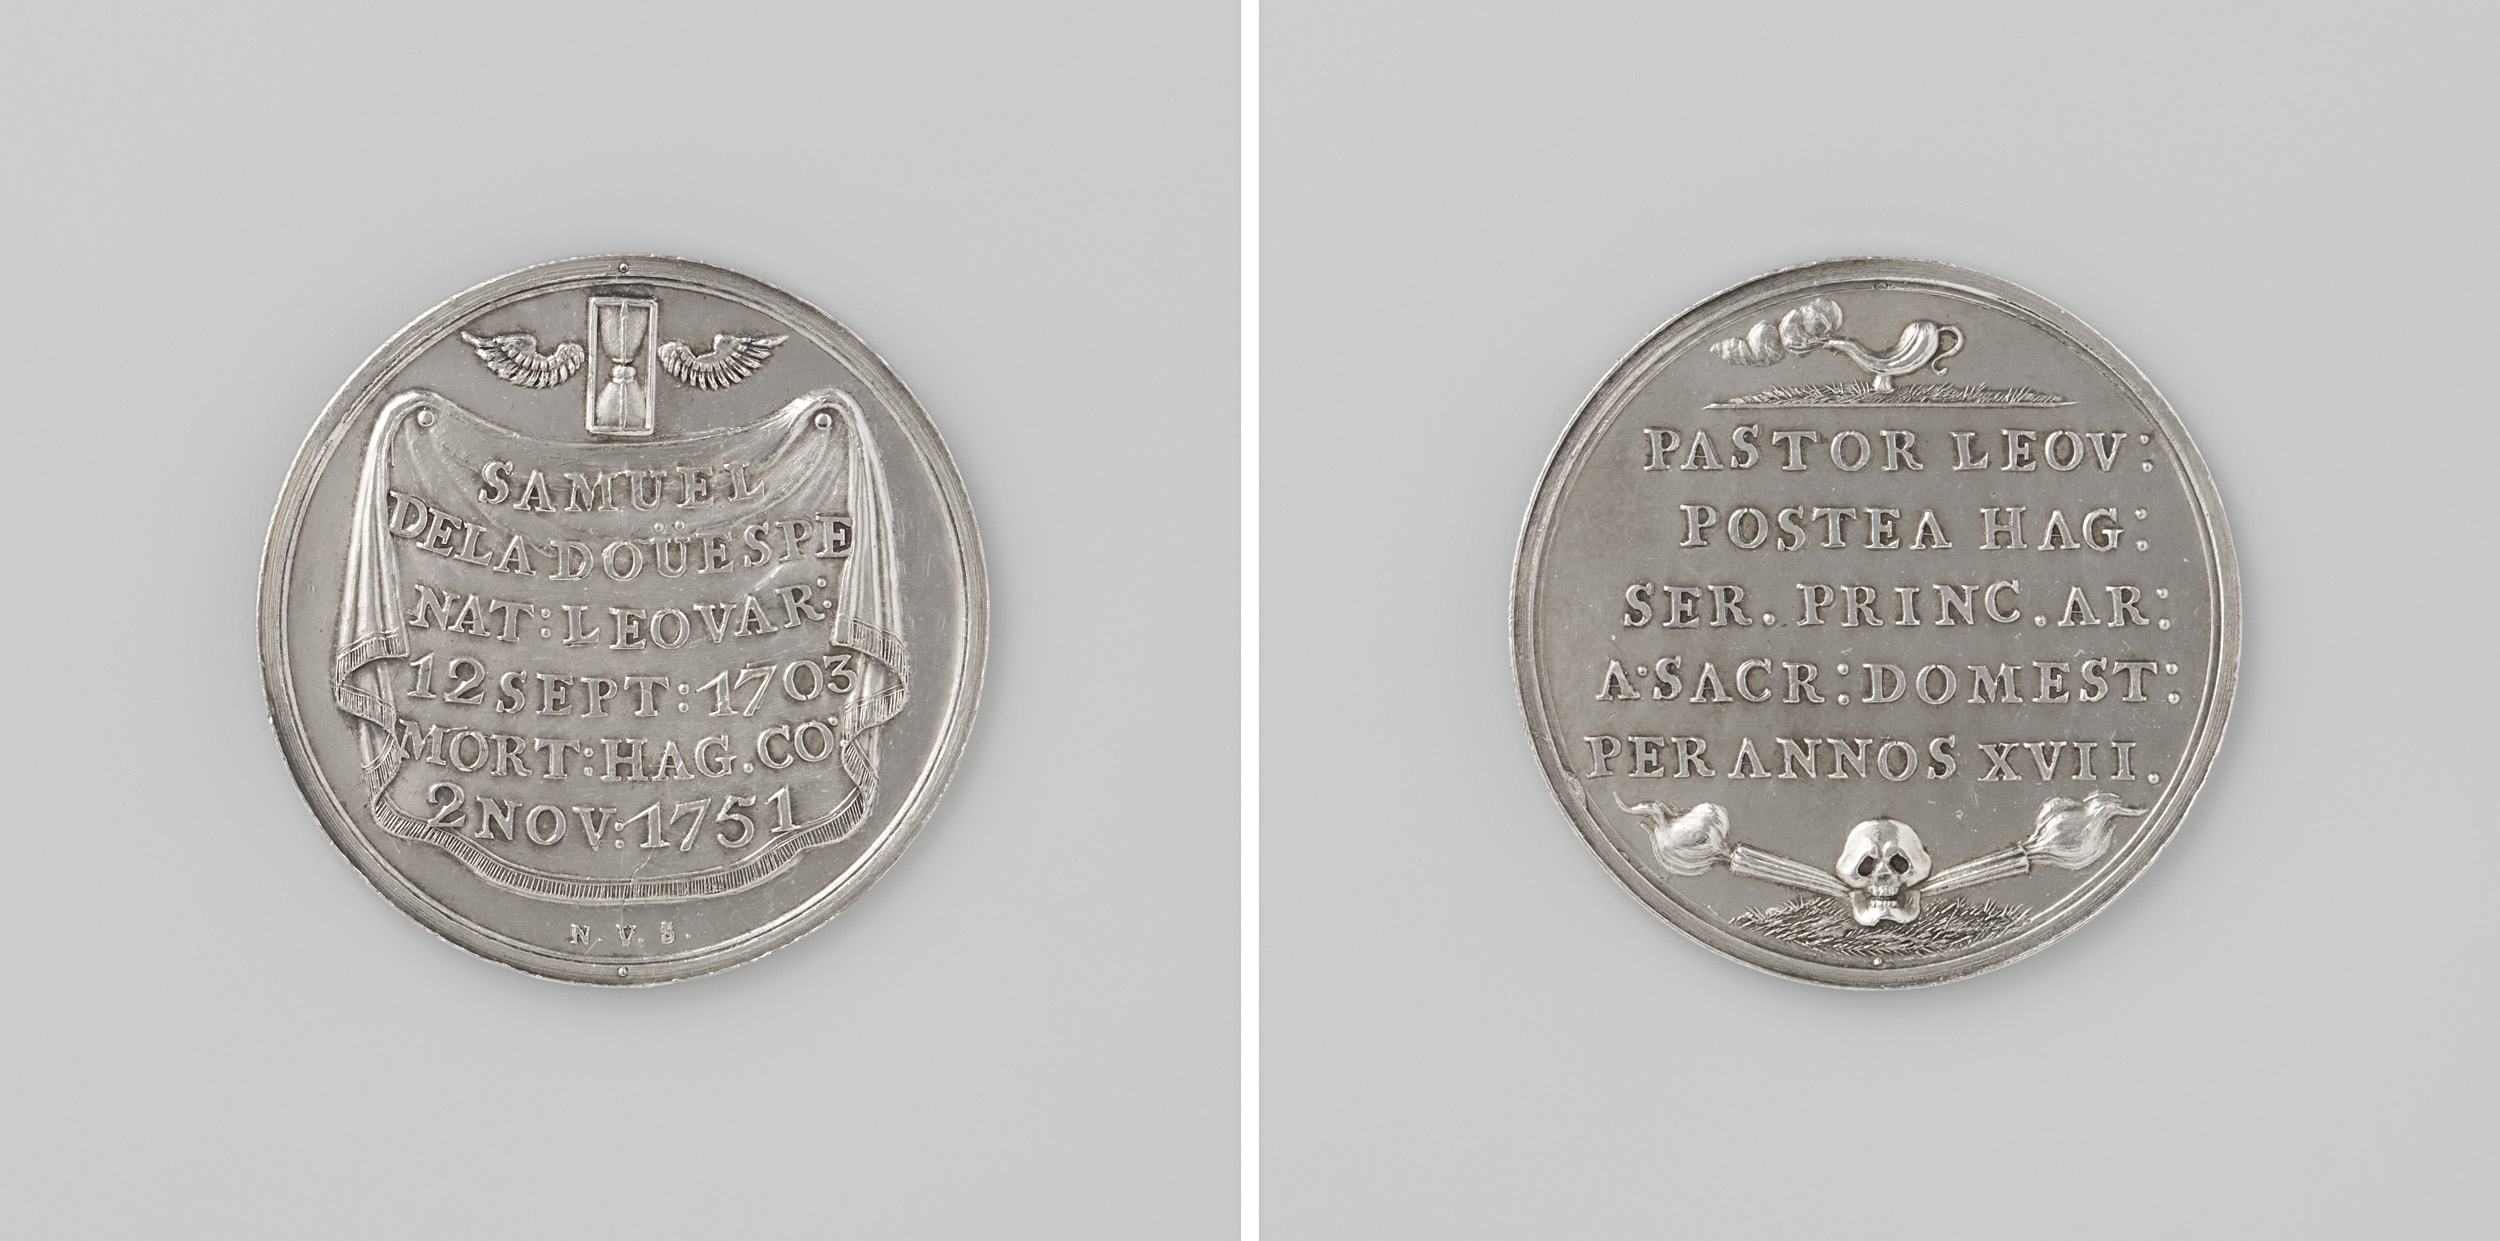 SAMUEL
DE LA DOÜESPE
NAT: LEOVAR:
12 SEPT: 1703
MORT: HAG. CO:
2 NOV: 1751
N. V. S.
PASTOR LEOV:
POSTEA HAG:
SER. PRINC. AR:
A· SACR: DOMEST:
PER ANNOS XVII.